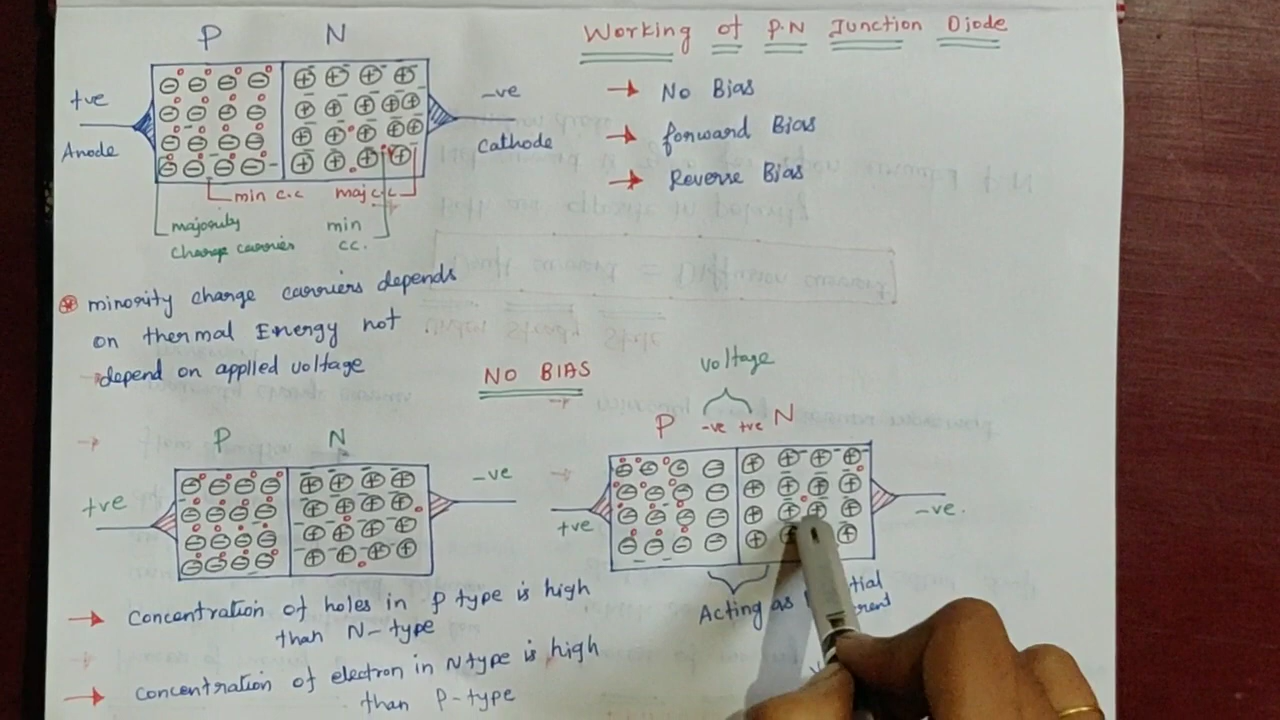 Working of P.N Junction Diode
P N
+ve
Anode
-ve
Cathode
→ No Bias
→ forward Bias
→ Reverse Bias
min c.c maj c.c
majority
charge carrier
min
cc.
minority charge carriers depends
on thermal Energy not
depend on applled voltage
NO BIAS
voltage
P N
+ve
-ve
P -ve +ve N
+ve
-ve.
→ Concentration of holes in p type is high
than N-type
→ concentration of electron in N type is high
than P-type
Acting as